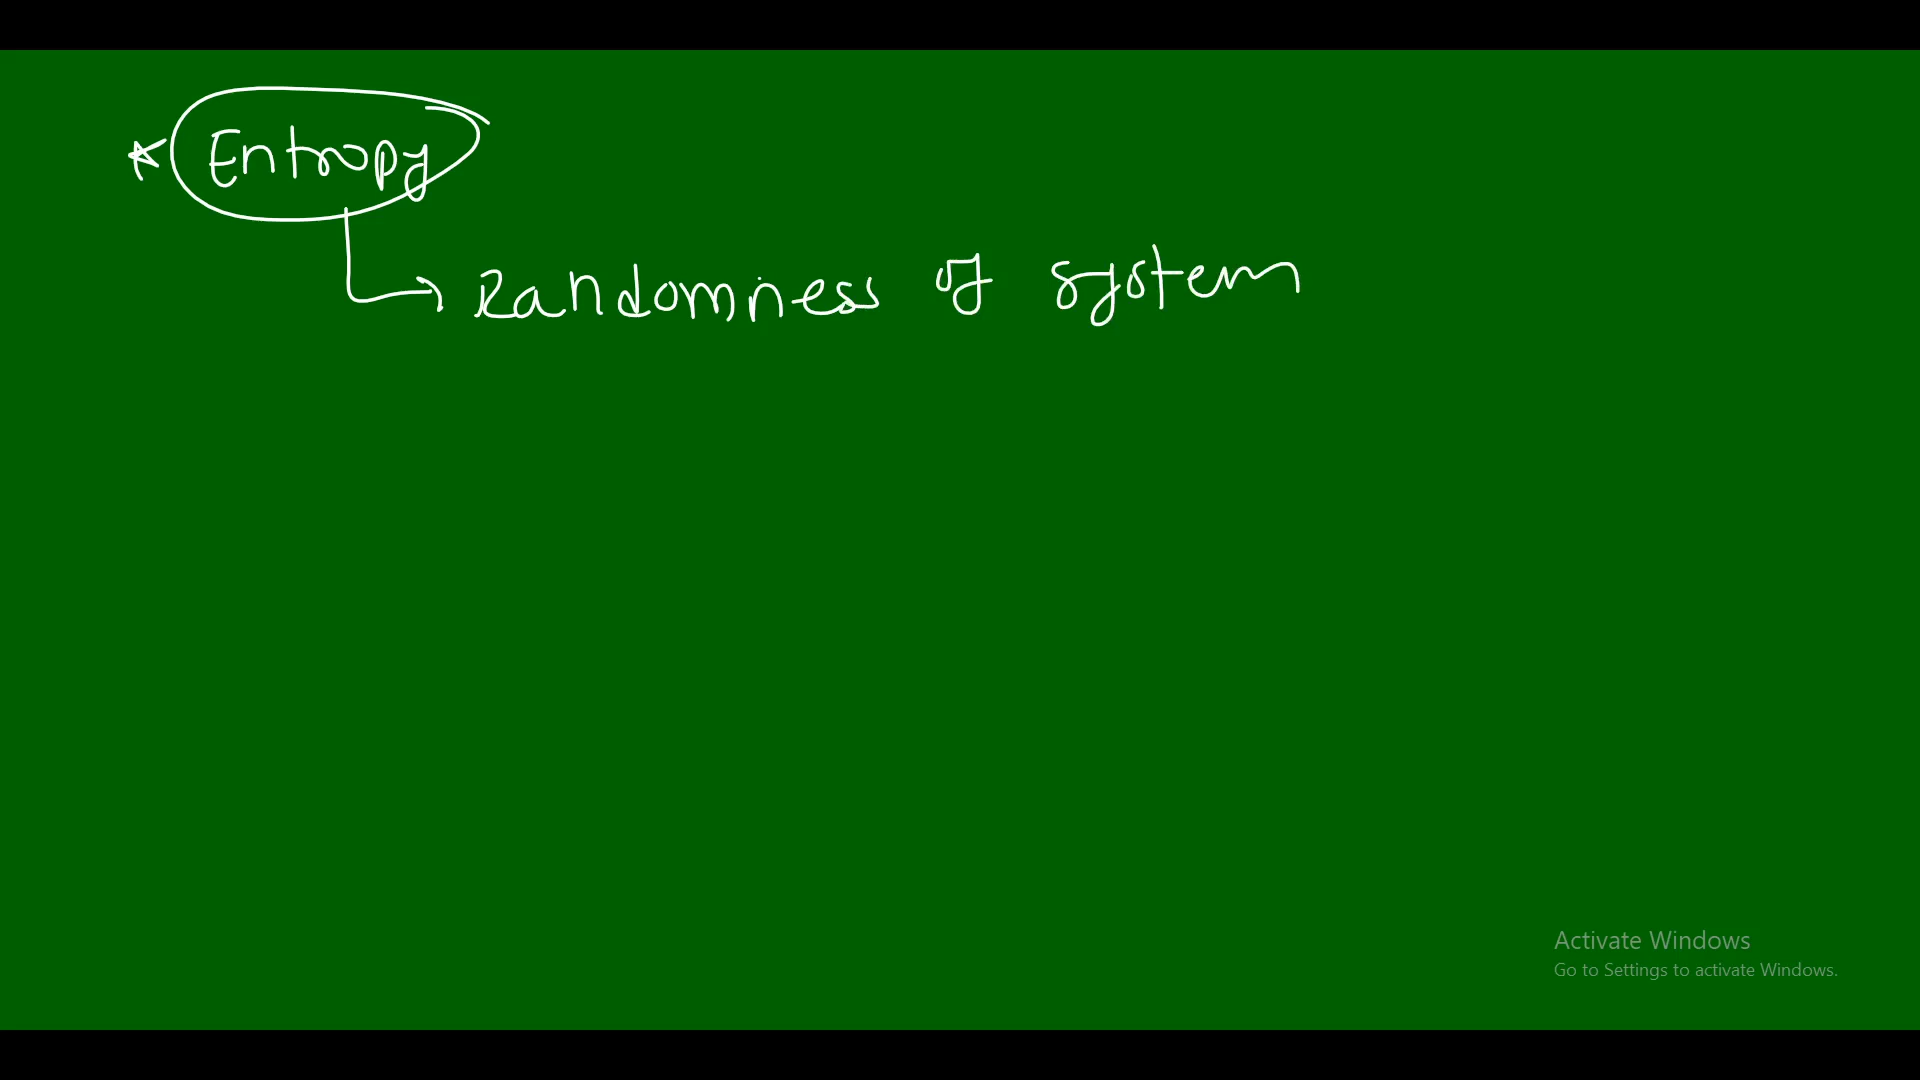 * Entropy
→ Randomness of system
Activate Windows
Go to Settings to activate Windows.